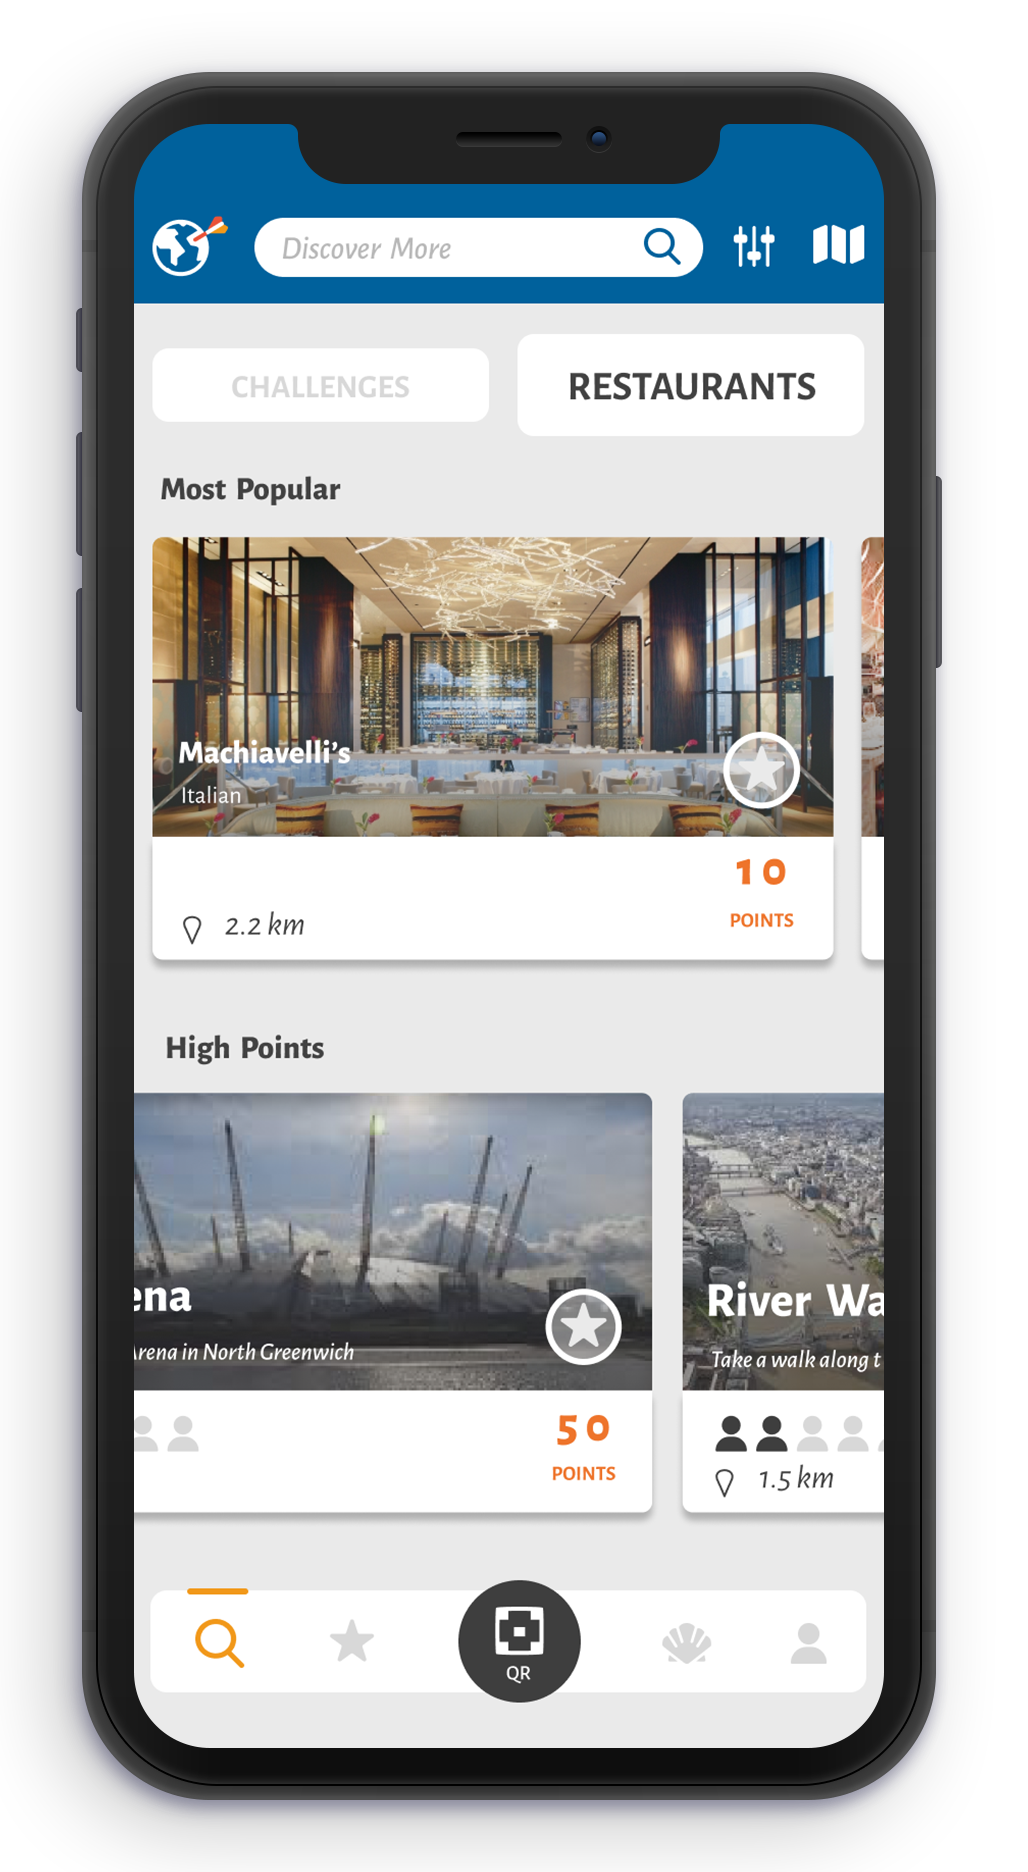 Discover More
CHALLENGES
RESTAURANTS
Most Popular
Machiavelli's
Italian
10
POINTS
2.2 km
High Points
ena
Arena in North Greenwich
50
POINTS
River Wa
Take a walk along t
1.5 km
QR